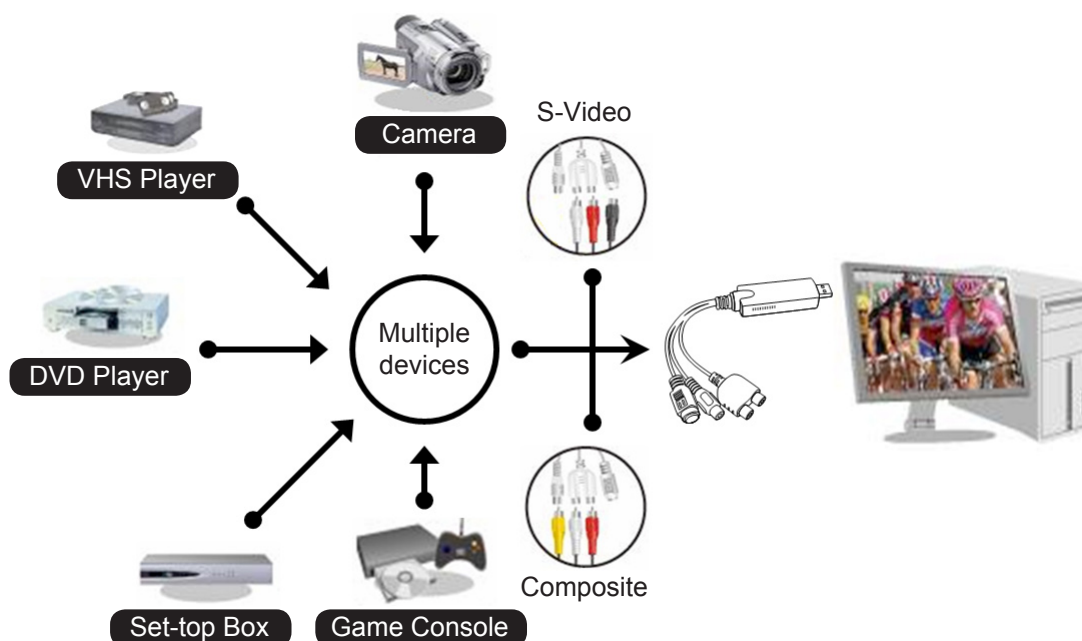 S-Video
Camera
VHS Player
Multiple
devices
DVD Player
Composite
Set-top Box
Game Console